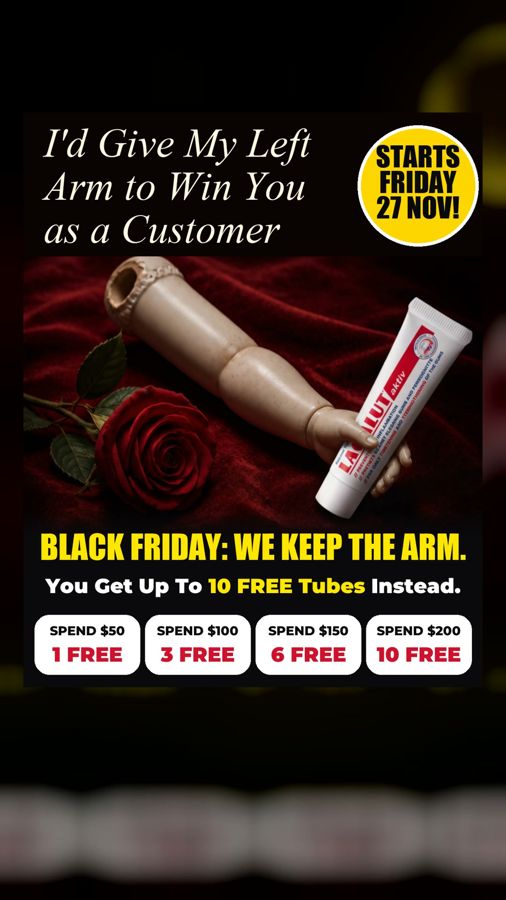 I'd Give My Left
Arm to Win You
as a Customer
STARTS
FRIDAY
27 NOV!
aktiv
BLACK FRIDAY: WE KEEP THE ARM.
You Get Up To 10 FREE Tubes Instead.
SPEND $50
1 FREE
SPEND $100
3 FREE
SPEND $150
6 FREE
SPEND $200
10 FREE